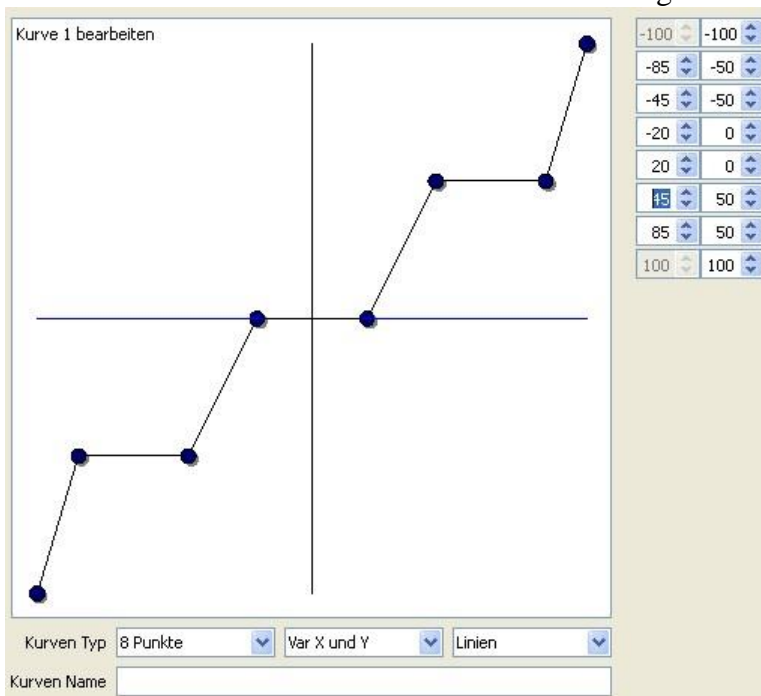 Kurve 1 bearbeiten
-100 -100
-85 -50
-45 -50
-20 0
20 0
45 50
85 50
100 100
Kurven Typ 8 Punkte Var X und Y Linien
Kurven Name